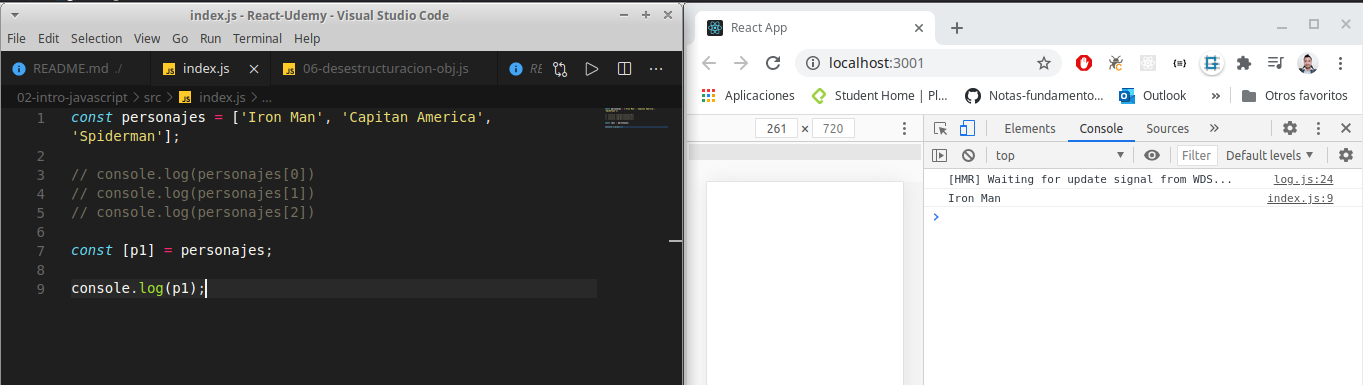 index.js - React-Udemy - Visual Studio Code
File Edit Selection View Go Run Terminal Help
README.md ./ index.js 06-desestructuracion-obj.js RE
02-intro-javascript > src > index.js > ...
1 const personajes = ['Iron Man', 'Capitan America',
'Spiderman'];
2
3 // console.log(personajes[0])
4 // console.log(personajes[1])
5 // console.log(personajes[2])
6
7 const [p1] = personajes;
8
9 console.log(p1);
React App
localhost:3001
Aplicaciones Student Home | Pl... Notas-fundamento... Outlook » Otros favoritos
261 × 720
Elements Console Sources »
top Filter Default levels
[HMR] Waiting for update signal from WDS... log.js:24
Iron Man index.js:9
>